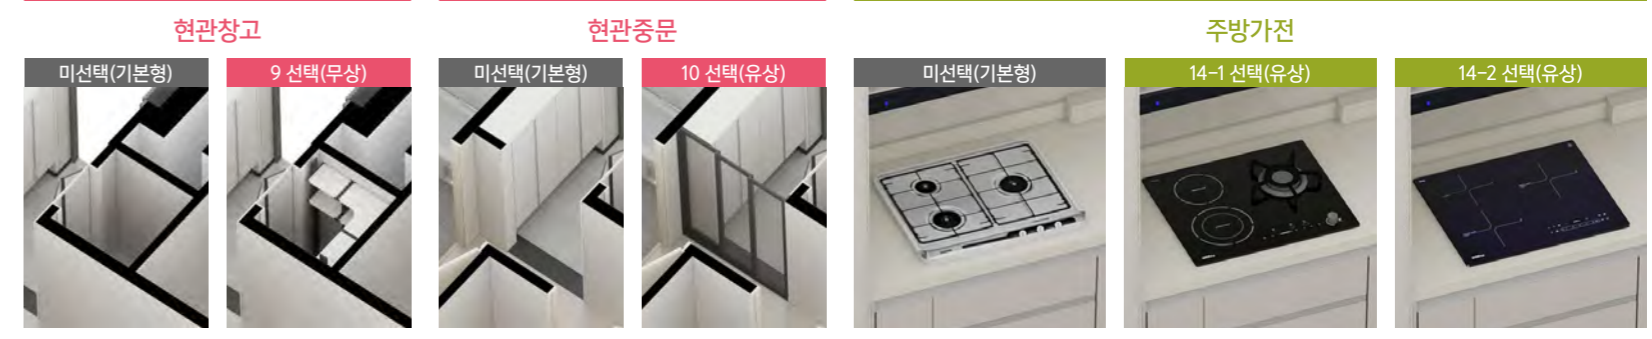 현관창고
현관중문
주방가전
미선택(기본형)
9 선택(무상)
미선택(기본형)
10 선택(유상)
미선택(기본형)
14-1 선택(유상)
14-2 선택(유상)